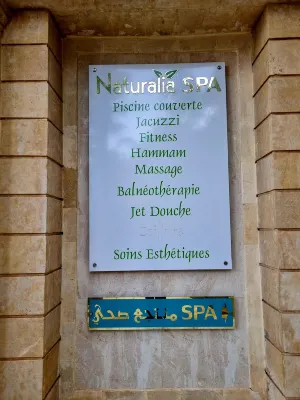 Naturalia SPA
Piscine couverte
Jacuzzi
Fitness
Hammam
Massage
Balnéothérapie
Jet Douche
Soins Esthétiques
منتجع صحي SPA